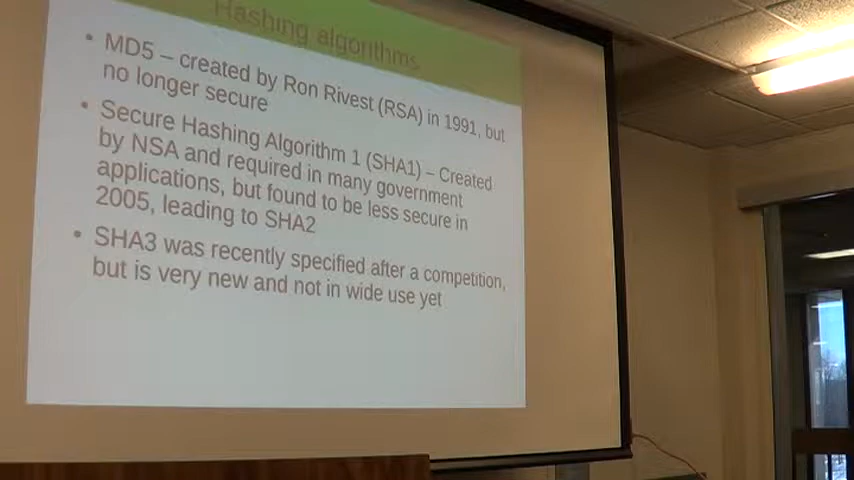 Hashing algorithms
• MD5 – created by Ron Rivest (RSA) in 1991, but
no longer secure
• Secure Hashing Algorithm 1 (SHA1) – Created
by NSA and required in many government
applications, but found to be less secure in
2005, leading to SHA2
• SHA3 was recently specified after a competition,
but is very new and not in wide use yet